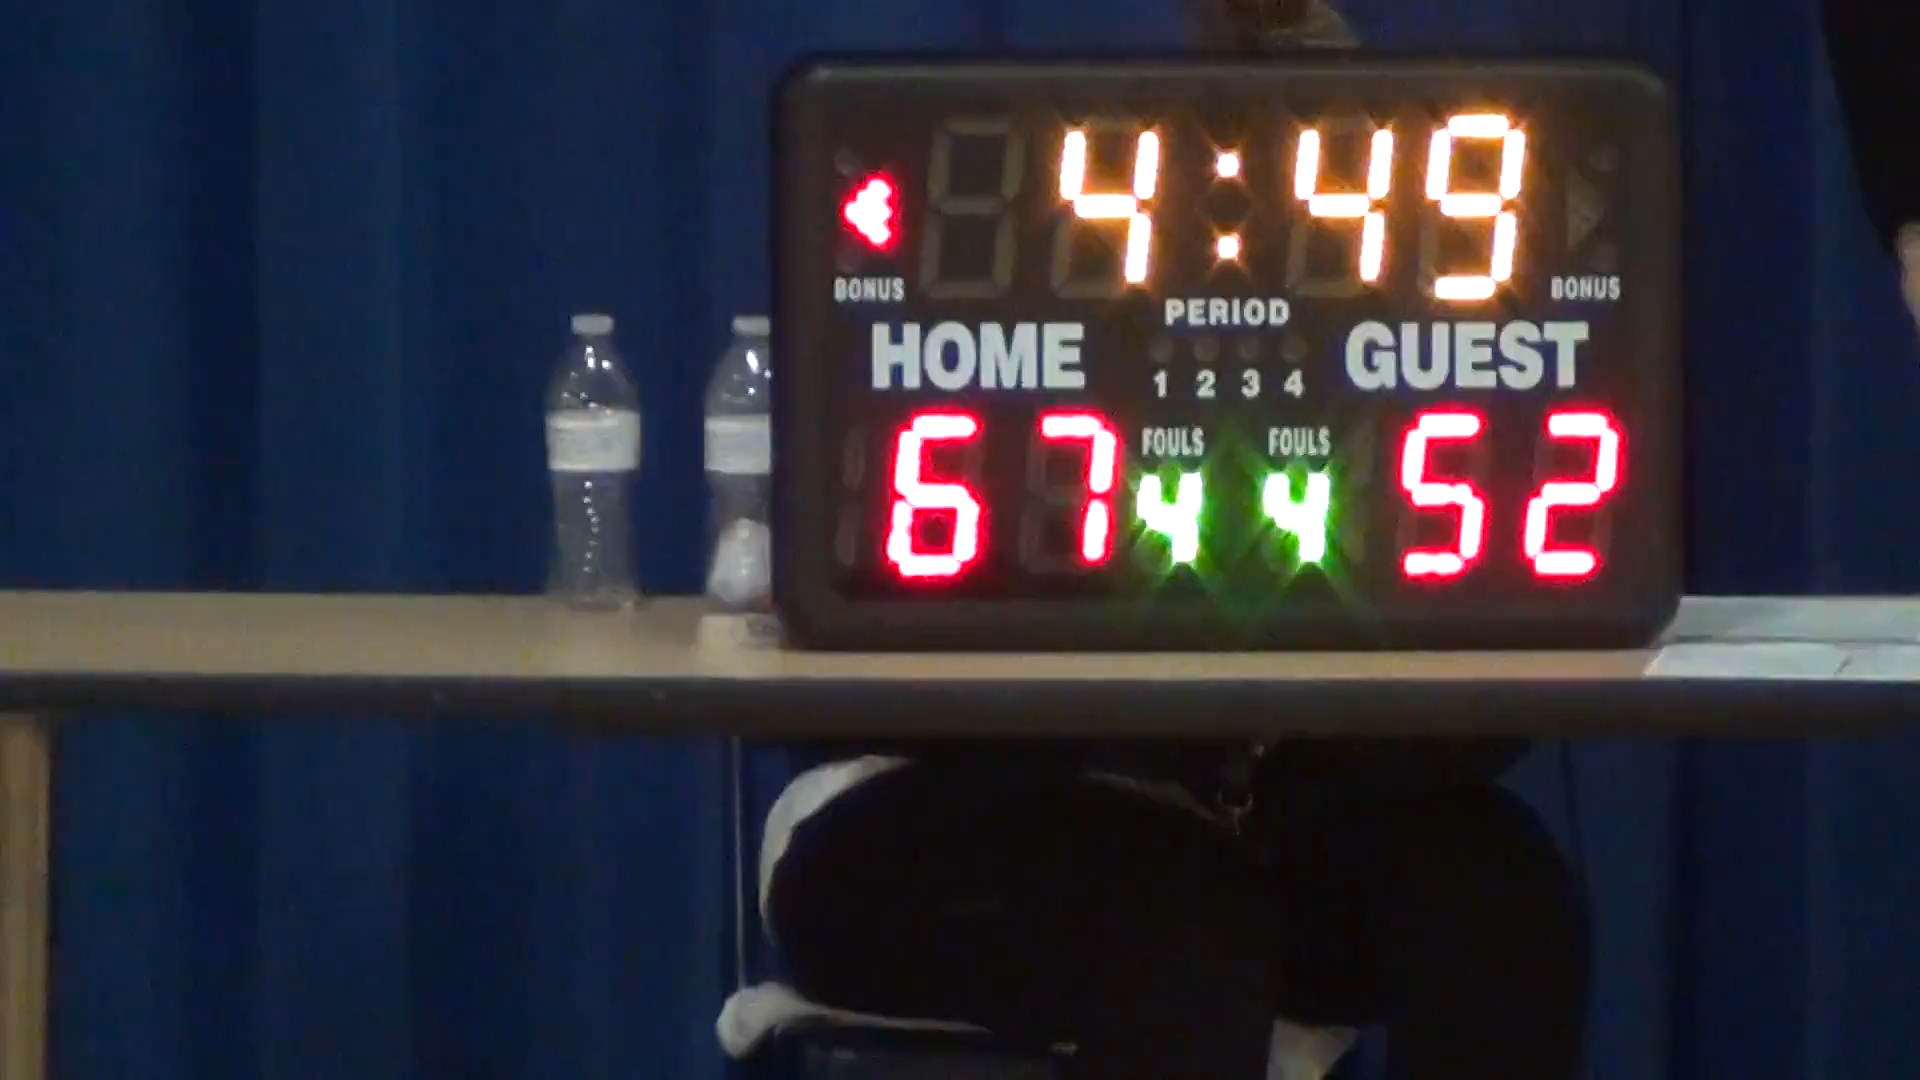 4:49
BONUS BONUS
PERIOD
HOME GUEST
1 2 3 4
FOULS FOULS
67 4 4 52